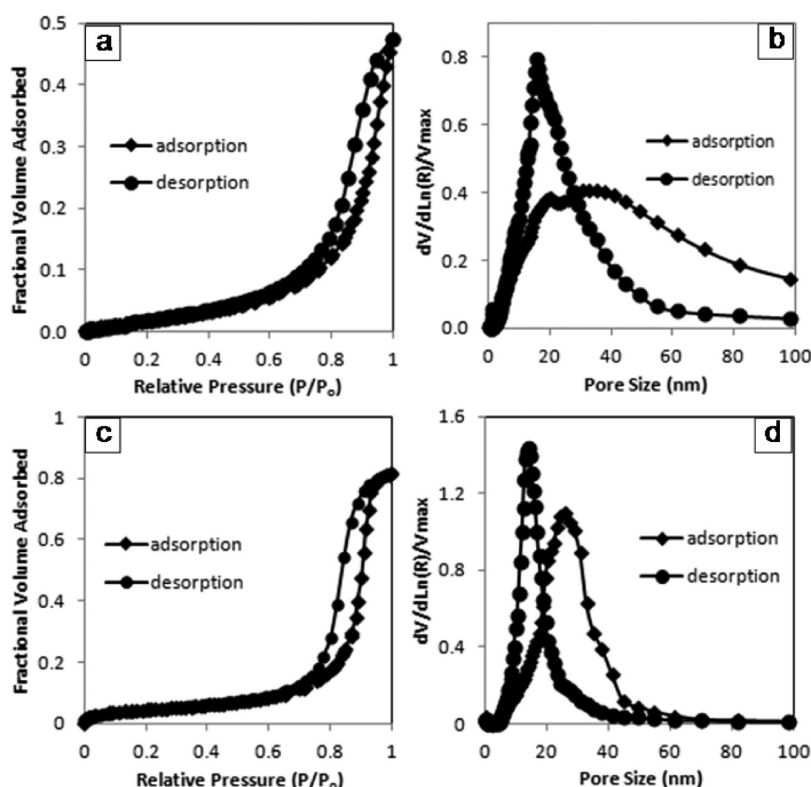 a
Fractional Volume Adsorbed
0.5
0.4
0.3
0.2
0.1
0.0
adsorption
desorption
0
0.2
0.4
0.6
0.8
1
Relative Pressure (P/Po)
b
dV/dLn(R)/Vmax
0.8
0.6
0.4
0.2
0.0
adsorption
desorption
0
20
40
60
80
100
Pore Size (nm)
c
Fractional Volume Adsorbed
1
0.8
0.6
0.4
0.2
0
adsorption
desorption
0
0.2
0.4
0.6
0.8
1
Relative Pressure (P/Po)
d
dV/dLn(R)/Vmax
1.6
1.2
0.8
0.4
0
adsorption
desorption
0
20
40
60
80
100
Pore Size (nm)